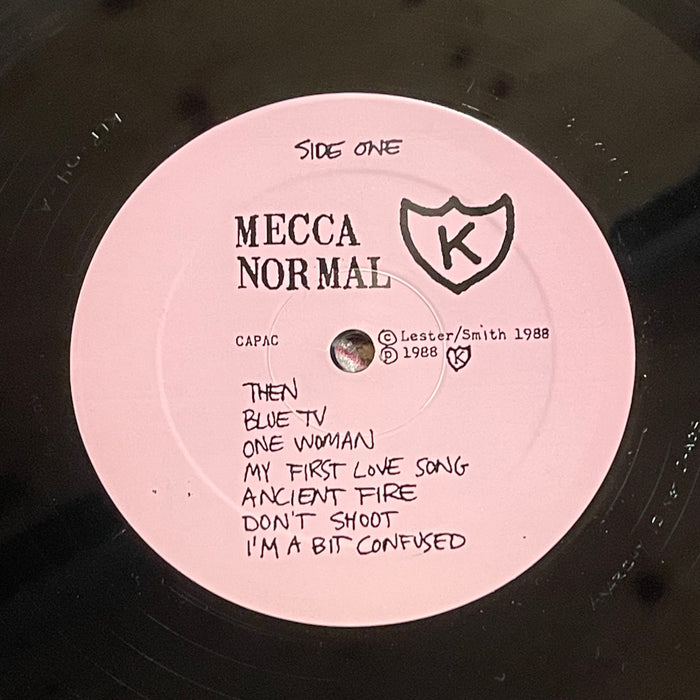 SIDE ONE
MECCA
NORMAL
K
CAPAC
©Lester/Smith 1988
℗ 1988 K
THEN
BLUE TV
ONE WOMAN
MY FIRST LOVE SONG
ANCIENT FIRE
DON'T SHOOT
I'M A BIT CONFUSED